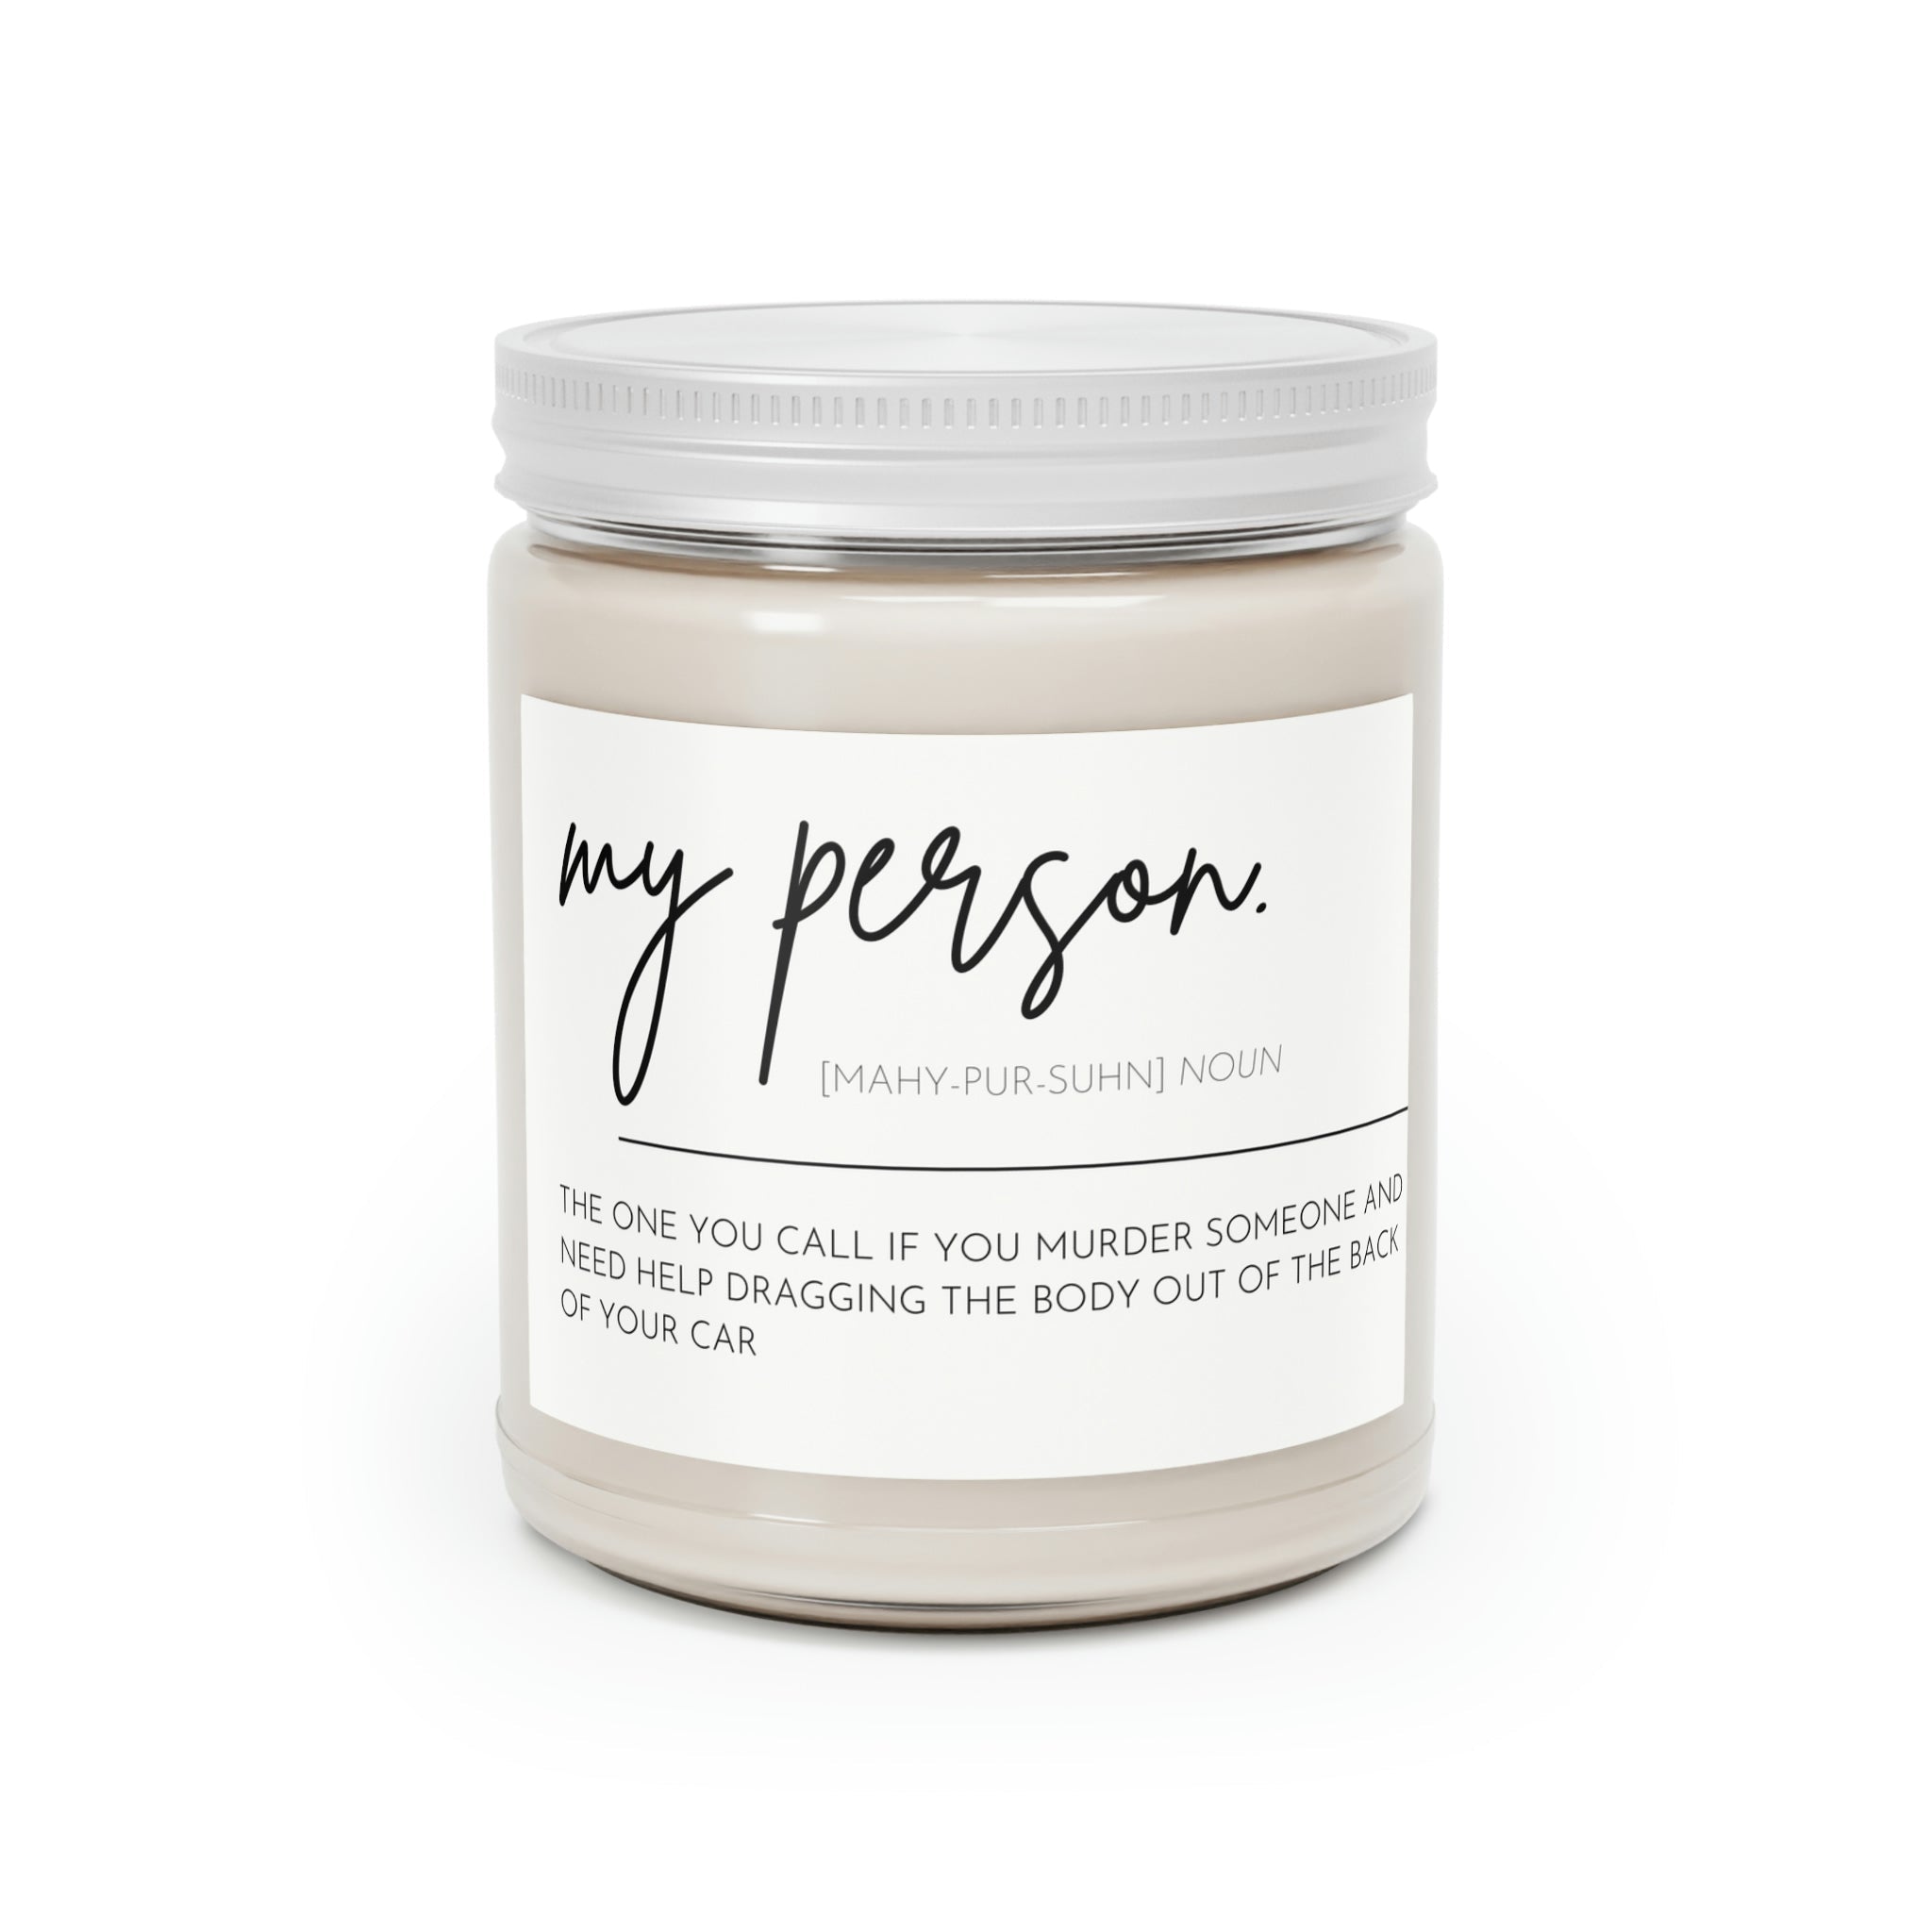 my person.
[MAHY-PUR-SUHN] NOUN
THE ONE YOU CALL IF YOU MURDER SOMEONE AND
NEED HELP DRAGGING THE BODY OUT OF THE BACK
OF YOUR CAR